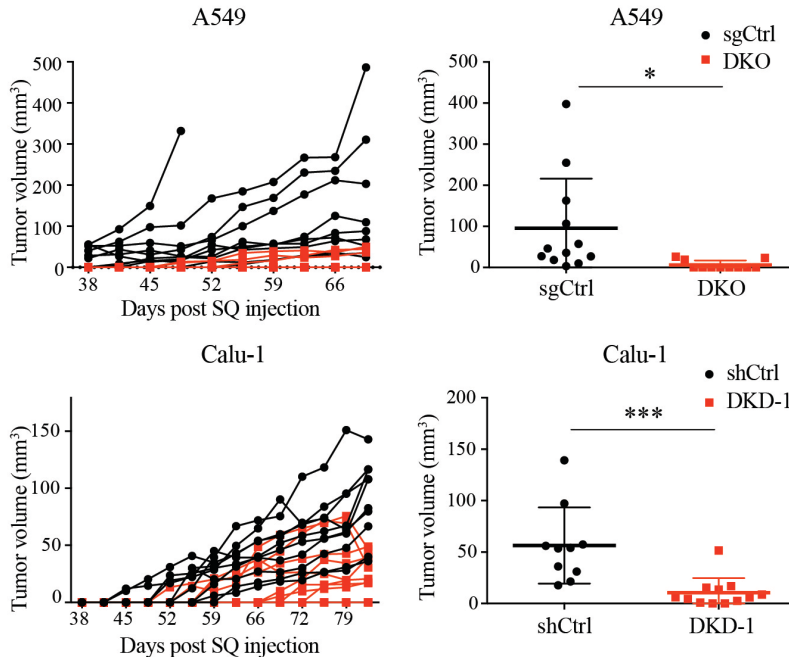 A549
Tumor volume (mm³)
500
400
300
200
100
0
38
45
52
59
66
Days post SQ injection
A549
sgCtrl
DKO
*
Tumor volume (mm³)
500
400
300
200
100
0
sgCtrl
DKO
Calu-1
Tumor volume (mm³)
150
100
50
0
38
45
52
59
66
72
79
Days post SQ injection
Calu-1
shCtrl
DKD-1
***
Tumor volume (mm³)
200
150
100
50
0
shCtrl
DKD-1